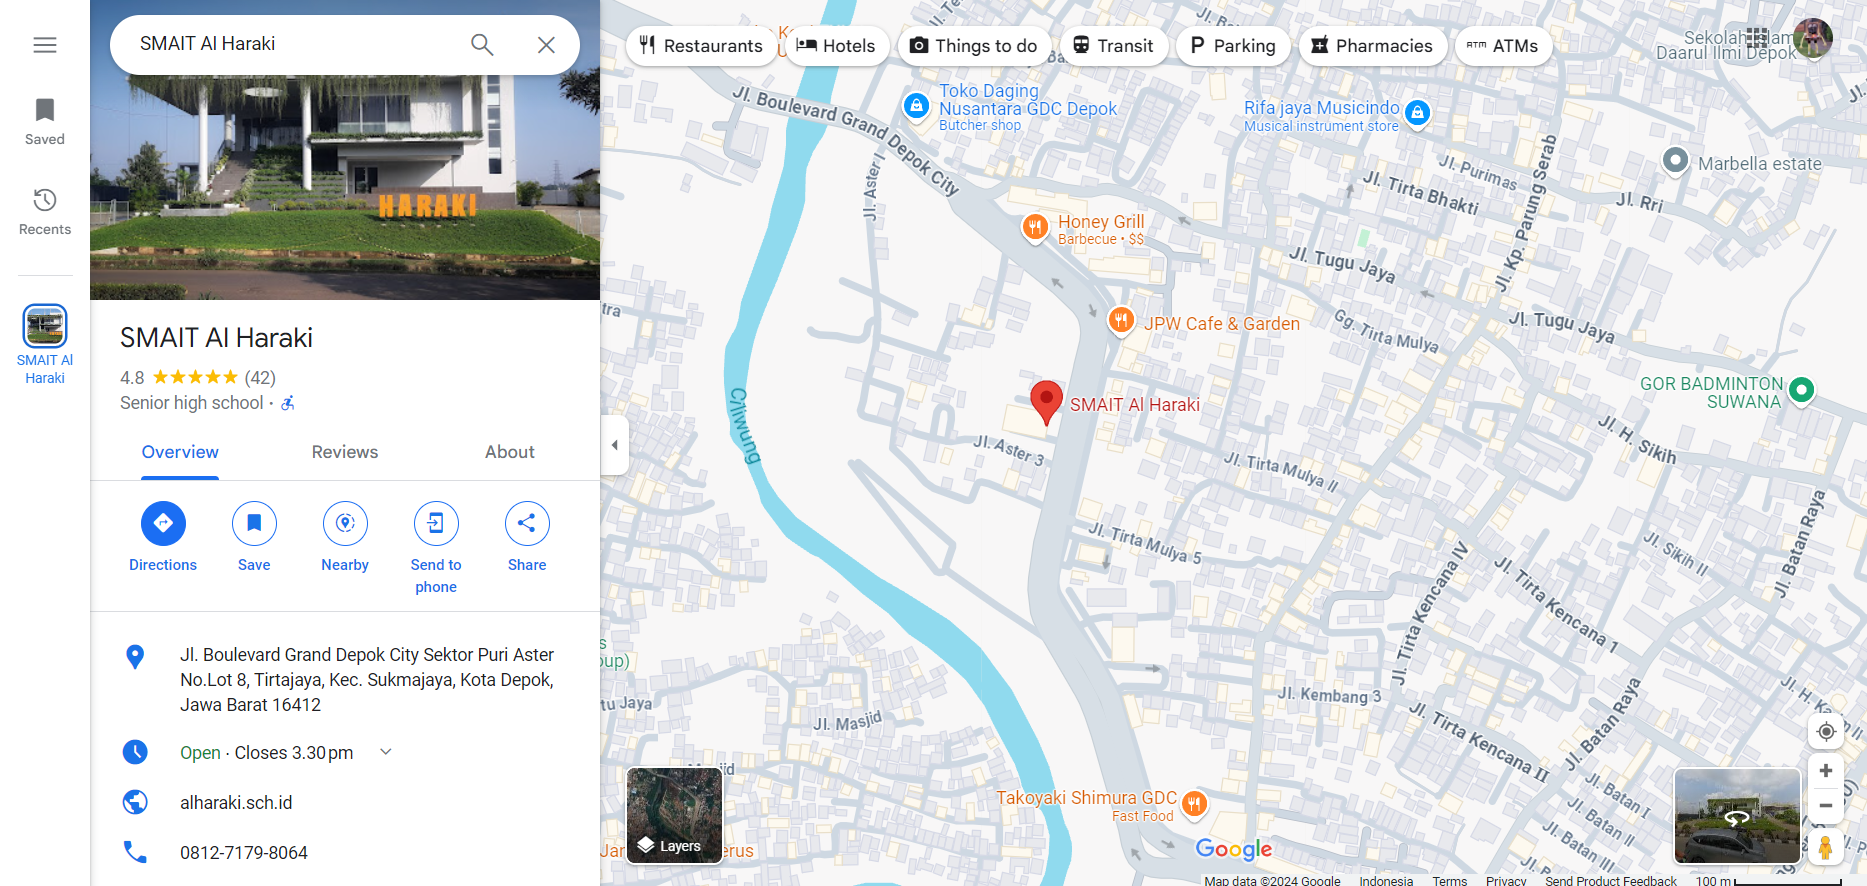 SMAIT Al Haraki
Saved
Recents
SMAIT Al
Haraki
HARAKI
SMAIT Al Haraki
4.8
(42)
Senior high school ·
Overview
Reviews
About
Directions
Save
Nearby
Send to
phone
Share
Jl. Boulevard Grand Depok City Sektor Puri Aster
No.Lot 8, Tirtajaya, Kec. Sukmajaya, Kota Depok,
Jawa Barat 16412
Open · Closes 3.30 pm
alharaki.sch.id
0812-7179-8064
Restaurants
Hotels
Things to do
Transit
Parking
Pharmacies
ATM ATMs
Sekolah Islam
Daarul Ilmi Depok
Jl. Boulevard Grand Depok City
Toko Daging
Nusantara GDC Depok
Butcher shop
Rifa jaya Musicindo
Musical instrument store
Marbella estate
Jl. Purimas
Jl. Tirta Bhakti
Jl. Kp. Parung Serab
Jl. Rri
Jl. Aster I
Honey Grill
Barbecue • $$
Jl. Tugu Jaya
JPW Cafe & Garden
Gg. Tirta Mulya
Jl. Tugu Jaya
GOR BADMINTON
SUWANA
SMAIT Al Haraki
Ciliwung
Jl. Aster 3
Jl. H. Sikih
Jl. Tirta Mulya II
Jl. Tirta Mulya 5
Jl. Sikih II
Jl. Batan Raya
Jl. Tirta Kencana IV
Jl. Tirta Kencana 1
Jl. Kembang 3
Jl. Masjid
Jl. Tirta Kencana II
Jl. Batan Raya
Jl. Batan I
Jl. Batan II
Jl. Batan III
Takoyaki Shimura GDC
Fast Food
Layers
Google
Map data ©2024 Google
Indonesia
Terms
Privacy
Send Product Feedback
100 m